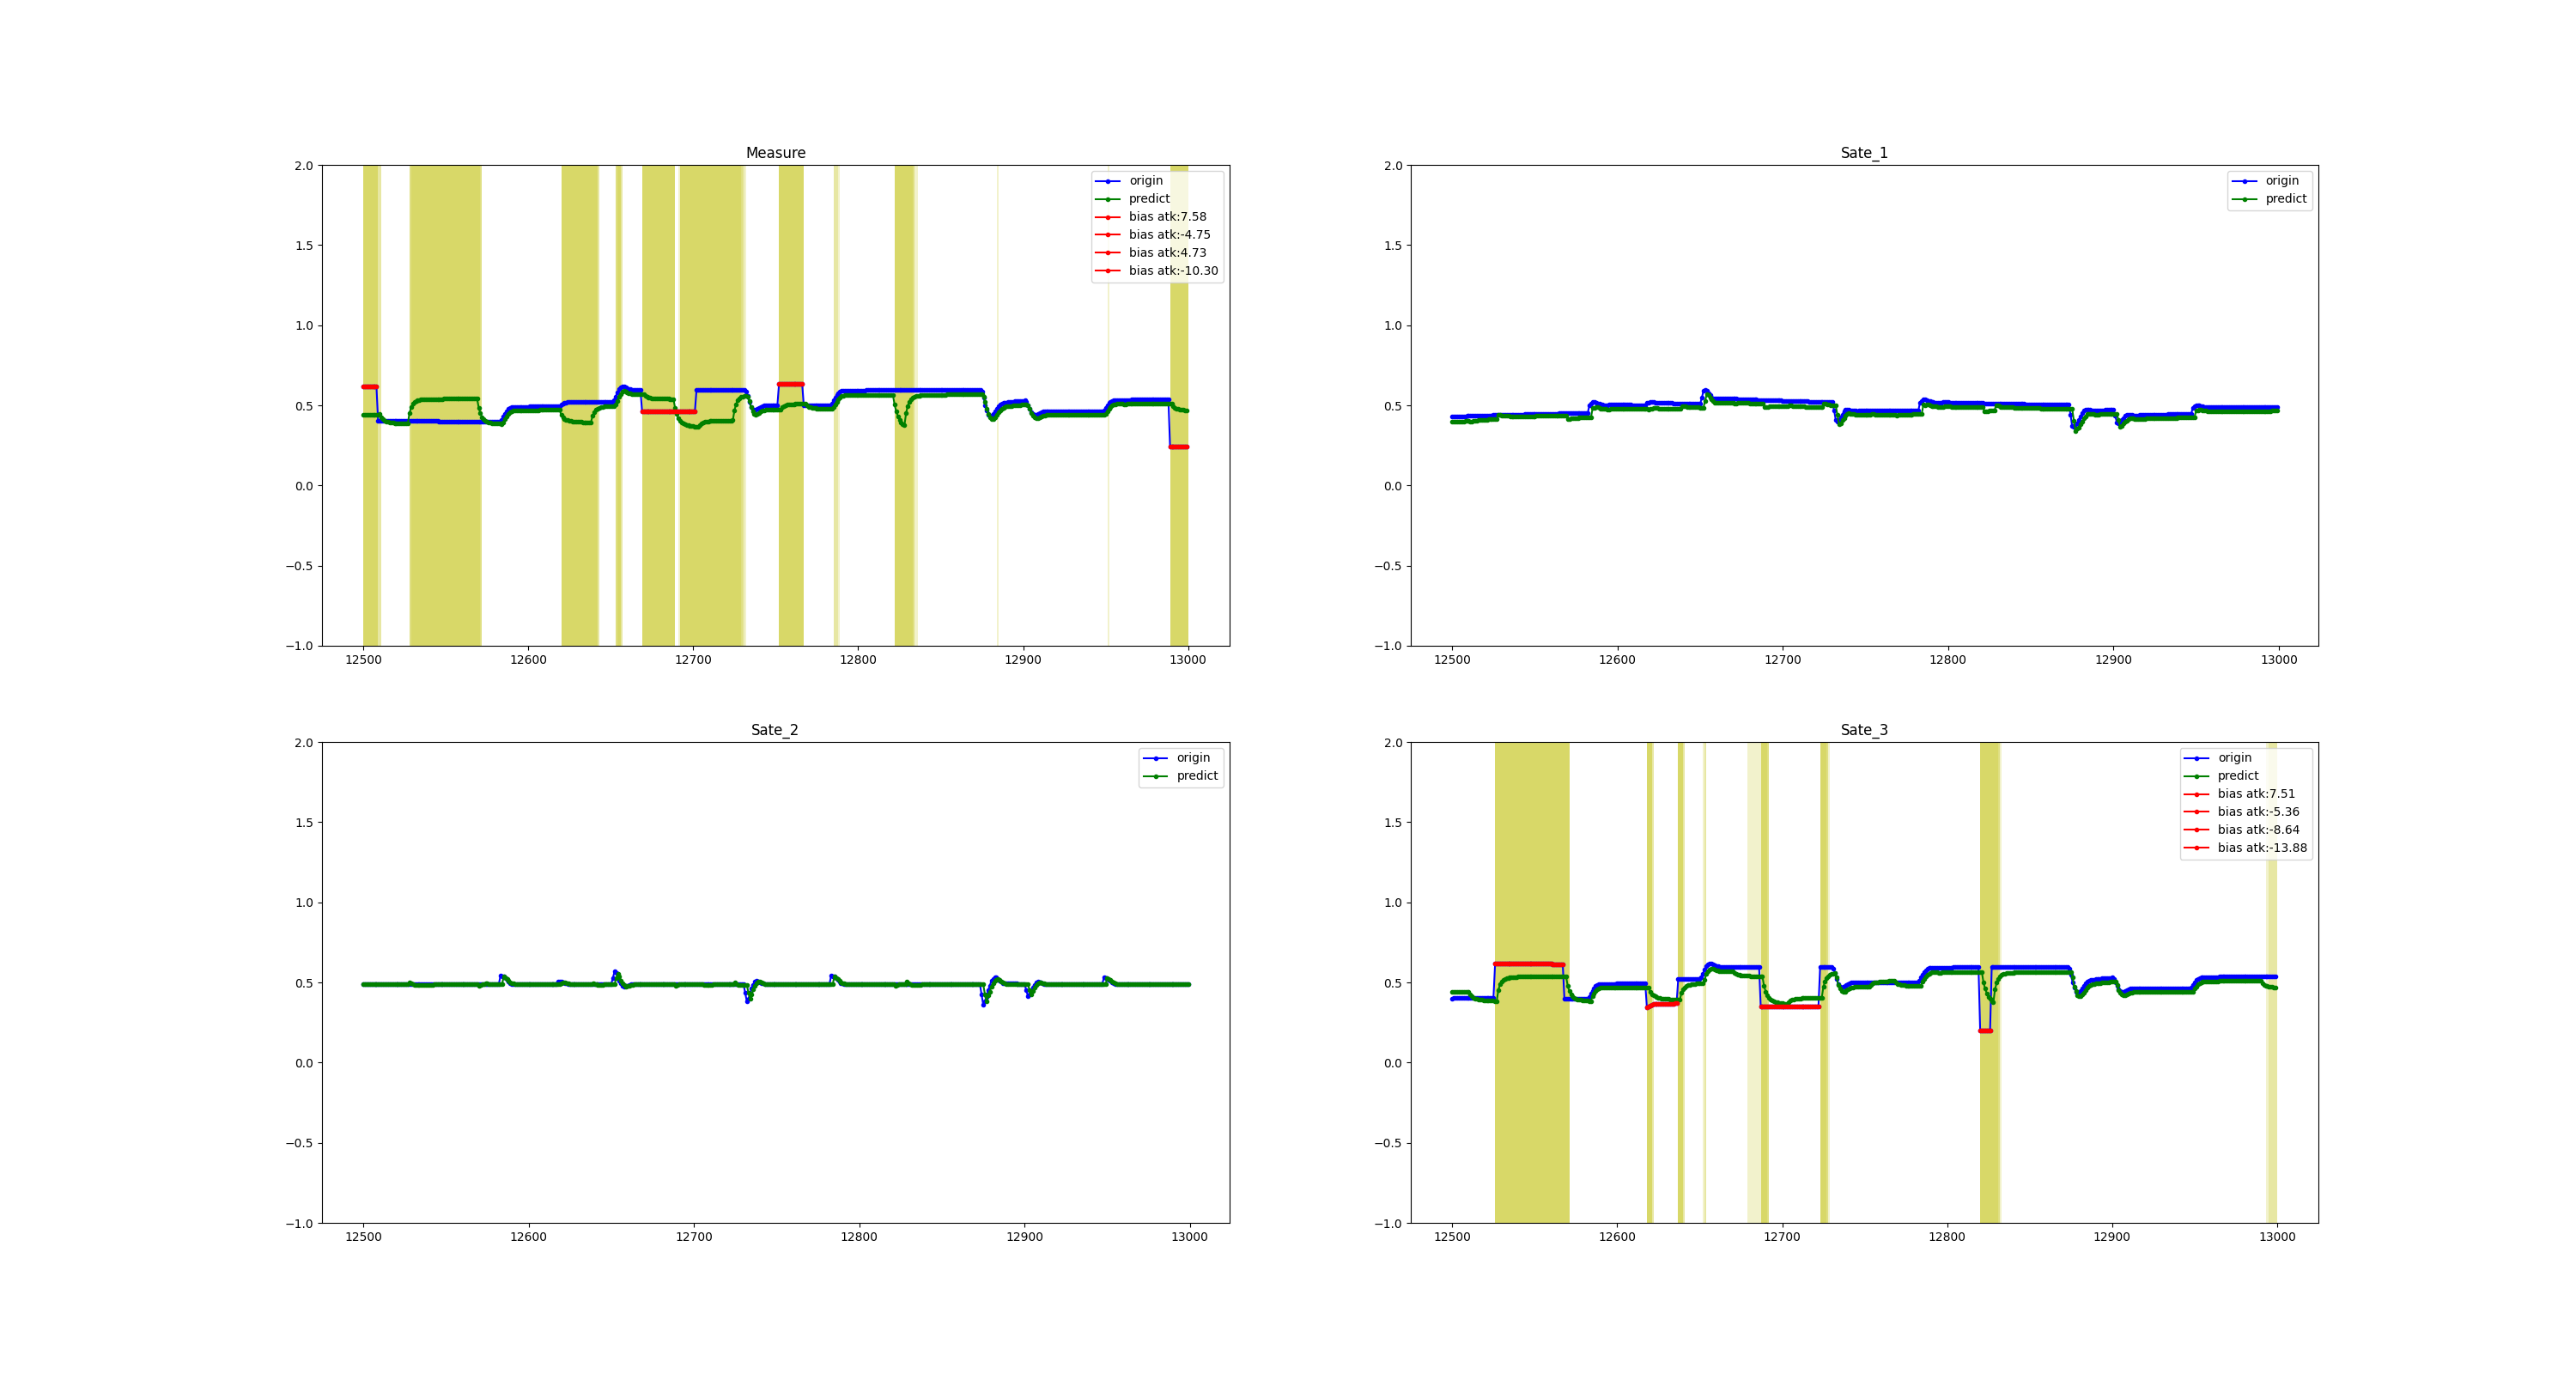 Measure
2.0
1.5
1.0
0.5
0.0
−0.5
−1.0
12500 12600 12700 12800 12900 13000
origin
predict
bias atk:7.58
bias atk:-4.75
bias atk:4.73
bias atk:-10.30
Sate_1
2.0
1.5
1.0
0.5
0.0
−0.5
−1.0
12500 12600 12700 12800 12900 13000
origin
predict
Sate_2
2.0
1.5
1.0
0.5
0.0
−0.5
−1.0
12500 12600 12700 12800 12900 13000
origin
predict
Sate_3
2.0
1.5
1.0
0.5
0.0
−0.5
−1.0
12500 12600 12700 12800 12900 13000
origin
predict
bias atk:7.51
bias atk:-5.36
bias atk:-8.64
bias atk:-13.88